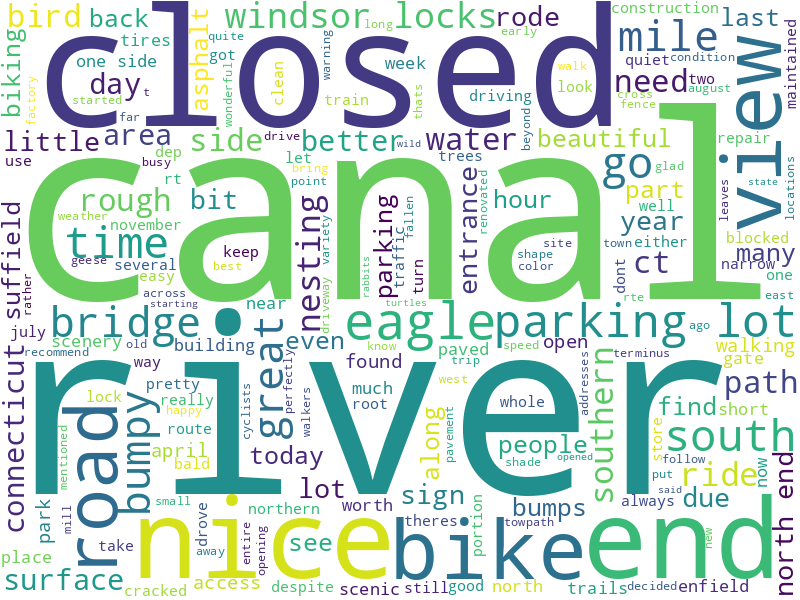 closed
canal
river
nice
bike
end
view
road
south
eagle
parking lot
bridge
windsor locks
mile
go
time
great
nesting
bumpy
surface
ride
rough
side
bird
back
rode
last
construction
maintained
biking
tires
one side
day
t
asphalt
got
quite
wonderful
long
early
warning
clean
week
look
walk
quiet
condition
two
august
need
thats
train
driving
started
factory
far
little
area
use
busy
dep
rt
better
drive
let
point
bring
wild
water
trees
beyond
cross
fence
beautiful
glad
repair
part
well
year
leaves
state
locations
suffield
november
weather
geese
several
easy
best
bit
keep
variety
driveway
rabbits
parking
traffic
turn
fallen
hour
entrance
renovated
turtles
site
shape
color
town
dont
ct
either
blocked
narrow
many
one
east
rte
rather
across
starting
near
even
july
scenery
old
building
recommend
way
pretty
really
happy
route
perfectly
cyclists
walkers
found
much
root
know
paved
trip
west
speed
open
whole
people
shade
opened
addresses
southern
ago
terminus
walking
gate
path
find
short
store
connecticut
lock
april
bald
today
lot
mentioned
park
mill
small
northern
drove
away
entire
opening
see
worth
theres
sign
along
pavement
portion
towpath
bumps
due
now
put
follow
said
always
new
north end
place
take
cracked
access
despite
scenic
still
good
north
trails
decided
enfield